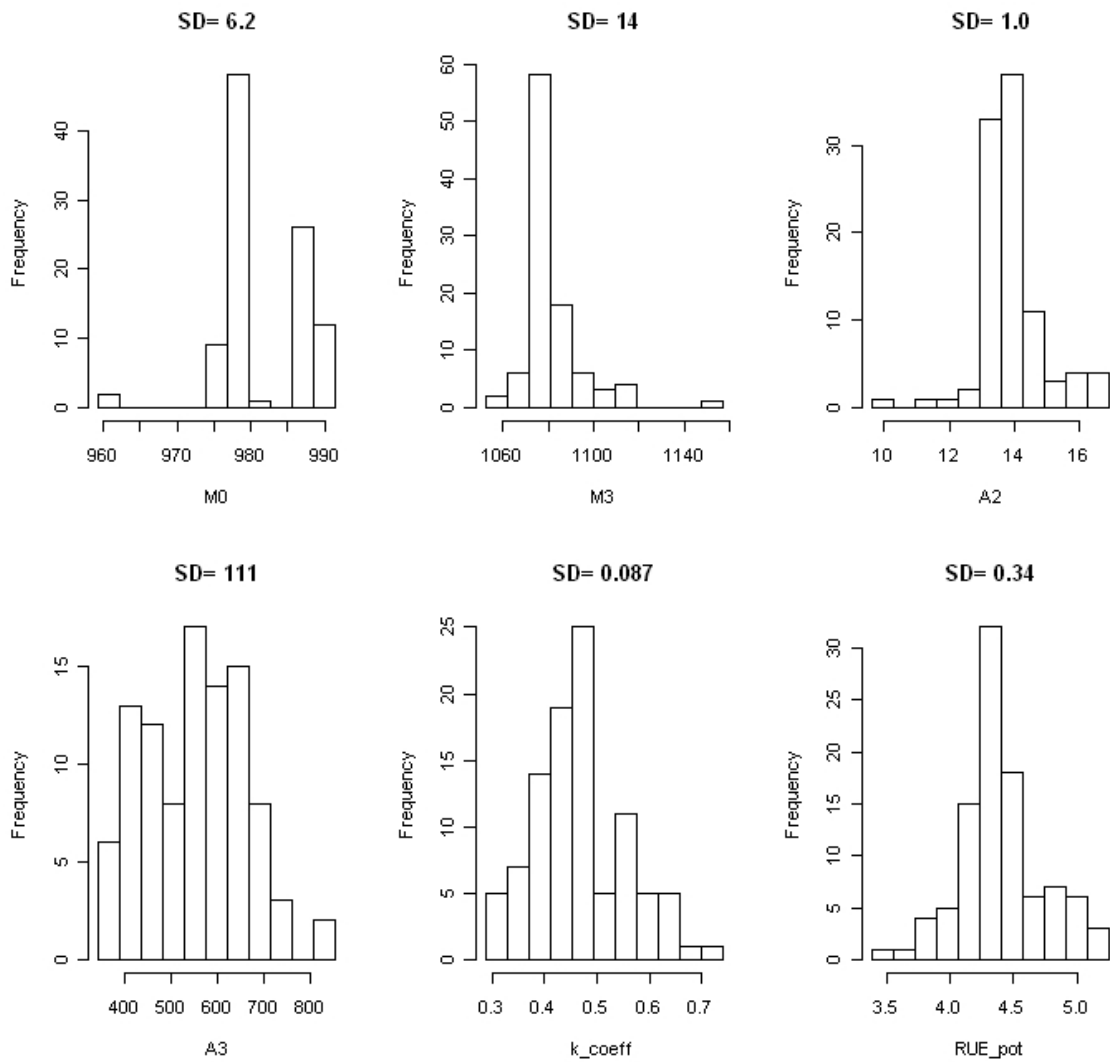 SD= 6.2
Frequency
0 10 20 30 40
960 970 980 990
M0
SD= 14
Frequency
0 10 20 30 40 50 60
1060 1100 1140
M3
SD= 1.0
Frequency
0 10 20 30
10 12 14 16
A2
SD= 111
Frequency
0 5 10 15
400 500 600 700 800
A3
SD= 0.087
Frequency
0 5 10 15 20 25
0.3 0.4 0.5 0.6 0.7
k_coeff
SD= 0.34
Frequency
0 5 10 15 20 25 30
3.5 4.0 4.5 5.0
RUE_pot